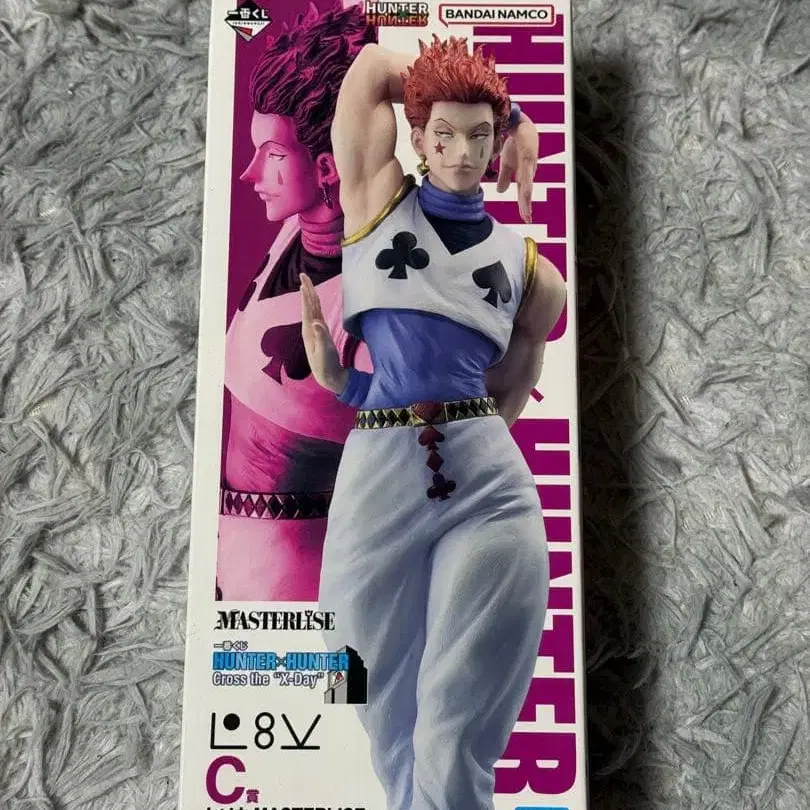 一番くじ
HUNTER
HUNTER
BANDAI NAMCO
HUNTER × HUNTER
MASTERLISE
一番くじ
HUNTER×HUNTER
Cross the "X-Day"
C賞
MASTERLISE